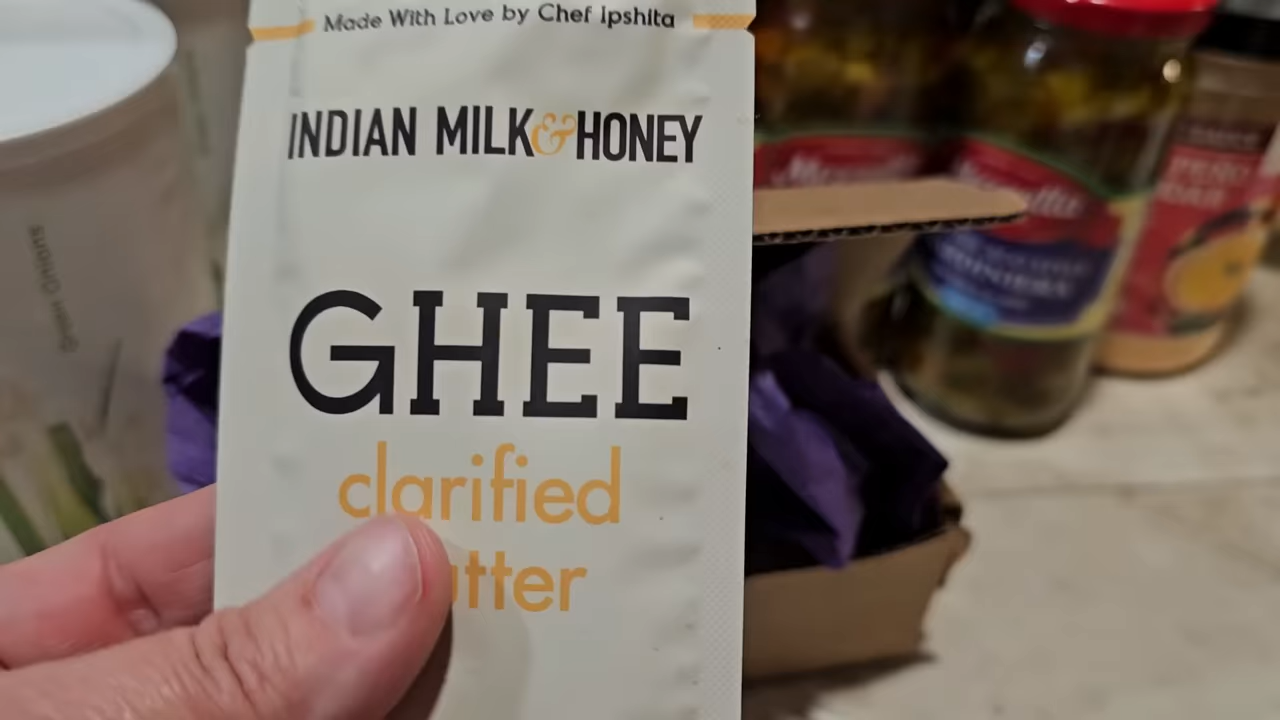 Made With Love by Chef Ipshita
INDIAN MILK & HONEY
GHEE
clarified
utter